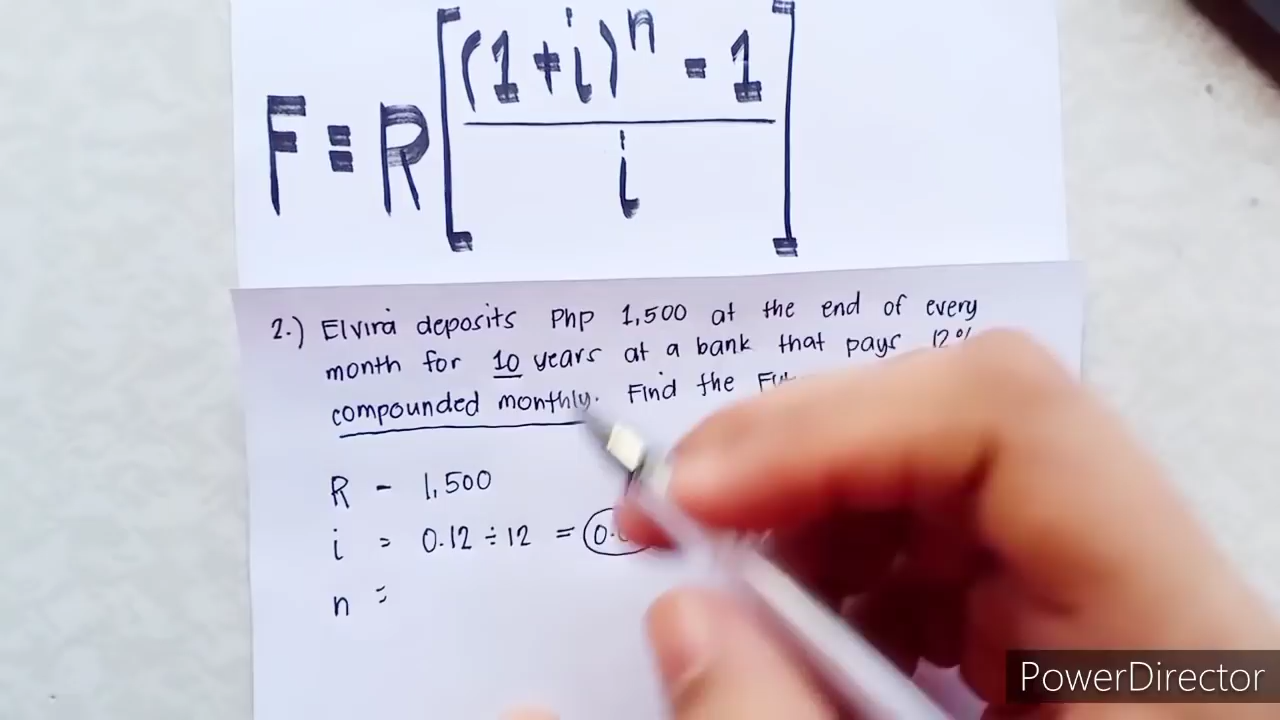 F = R [ (1+i)^n - 1 / i ]
2.) Elvira deposits Php 1,500 at the end of every
month for 10 years at a bank that pays 12%
compounded monthly. Find the
R - 1,500
i = 0.12 ÷ 12 =
n =
PowerDirector